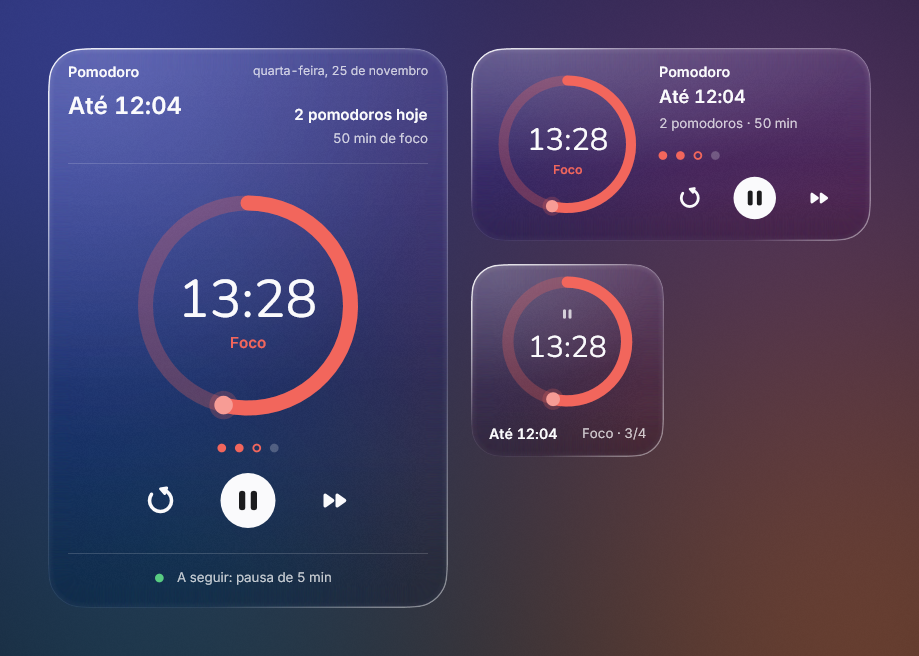 Pomodoro
quarta-feira, 25 de novembro
Até 12:04
2 pomodoros hoje
50 min de foco
13:28
Foco
A seguir: pausa de 5 min
Pomodoro
Até 12:04
2 pomodoros · 50 min
13:28
Foco
13:28
Até 12:04
Foco · 3/4